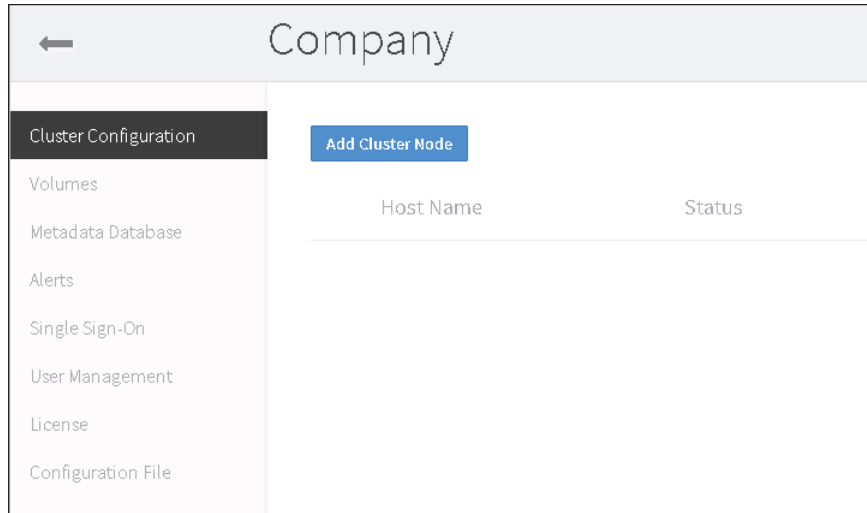 Company
Cluster Configuration
Volumes
Metadata Database
Alerts
Single Sign-On
User Management
License
Configuration File
Add Cluster Node
Host Name Status